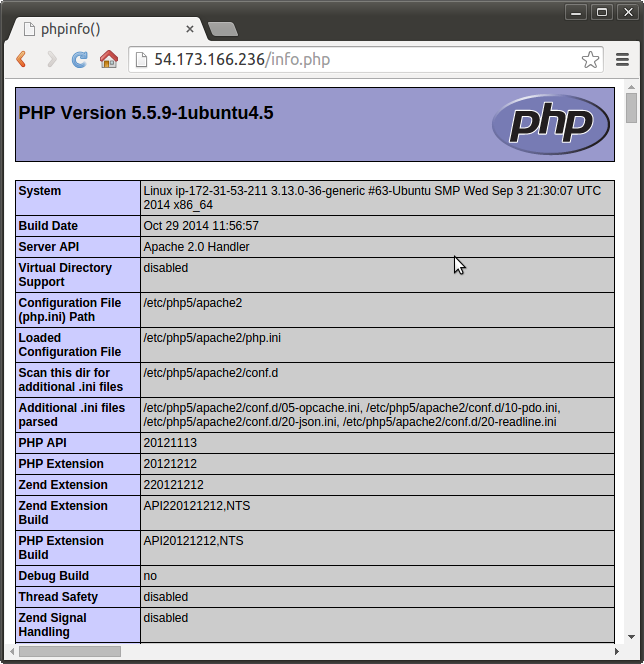 phpinfo()
54.173.166.236/info.php
PHP Version 5.5.9-1ubuntu4.5
php
System
Linux ip-172-31-53-211 3.13.0-36-generic #63-Ubuntu SMP Wed Sep 3 21:30:07 UTC
2014 x86_64
Build Date
Oct 29 2014 11:56:57
Server API
Apache 2.0 Handler
Virtual Directory
Support
disabled
Configuration File
(php.ini) Path
/etc/php5/apache2
Loaded
Configuration File
/etc/php5/apache2/php.ini
Scan this dir for
additional .ini files
/etc/php5/apache2/conf.d
Additional .ini files
parsed
/etc/php5/apache2/conf.d/05-opcache.ini, /etc/php5/apache2/conf.d/10-pdo.ini,
/etc/php5/apache2/conf.d/20-json.ini, /etc/php5/apache2/conf.d/20-readline.ini
PHP API
20121113
PHP Extension
20121212
Zend Extension
220121212
Zend Extension
Build
API220121212,NTS
PHP Extension
Build
API20121212,NTS
Debug Build
no
Thread Safety
disabled
Zend Signal
Handling
disabled